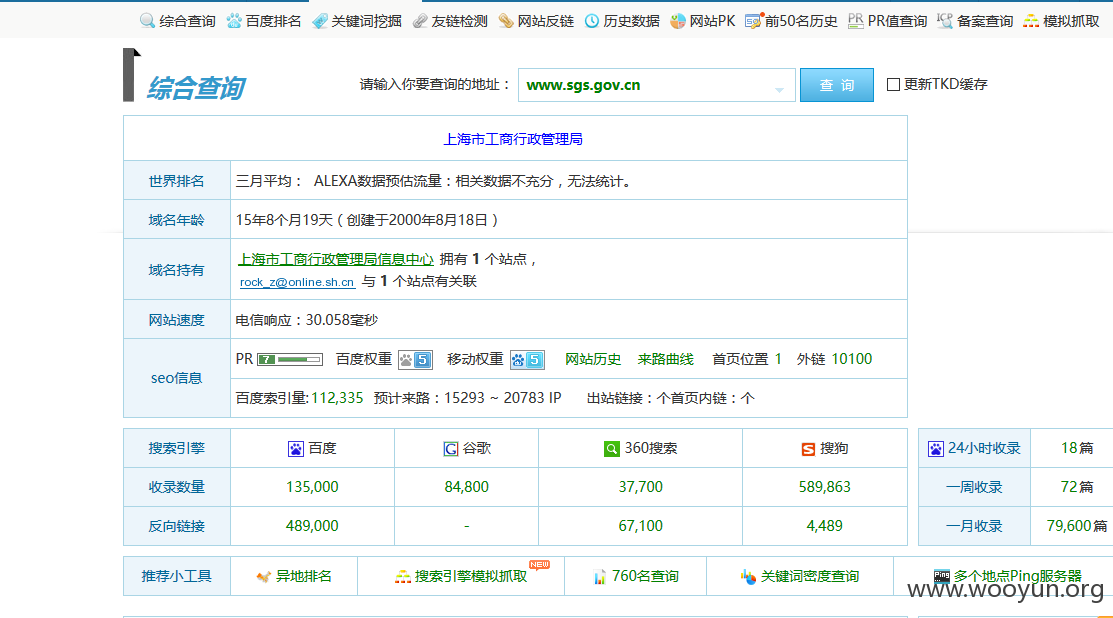 综合查询 百度排名 关键词挖掘 友链检测 网站反链 历史数据 网站PK 前50名历史 PR PR值查询 ICP 备案查询 模拟抓取
综合查询
请输入你要查询的地址： www.sgs.gov.cn 查 询 更新TKD缓存
上海市工商行政管理局
世界排名 三月平均： ALEXA数据预估流量：相关数据不充分，无法统计。
域名年龄 15年8个月19天（创建于2000年8月18日）
域名持有 上海市工商行政管理局信息中心 拥有 1 个站点，
rock_z@online.sh.cn 与 1 个站点有关联
网站速度 电信响应：30.058毫秒
seo信息 PR 7 百度权重 5 移动权重 5 网站历史 来路曲线 首页位置 1 外链 10100
百度索引量:112,335 预计来路：15293 ~ 20783 IP 出站链接：个首页内链：个
搜索引擎 百度 G 谷歌 360搜索 S 搜狗 24小时收录 18篇
收录数量 135,000 84,800 37,700 589,863 一周收录 72篇
反向链接 489,000 - 67,100 4,489 一月收录 79,600篇
推荐小工具 异地排名 搜索引擎模拟抓取 NEW 760名查询 关键词密度查询 Ping 多个地点Ping服务器
www.wooyun.org